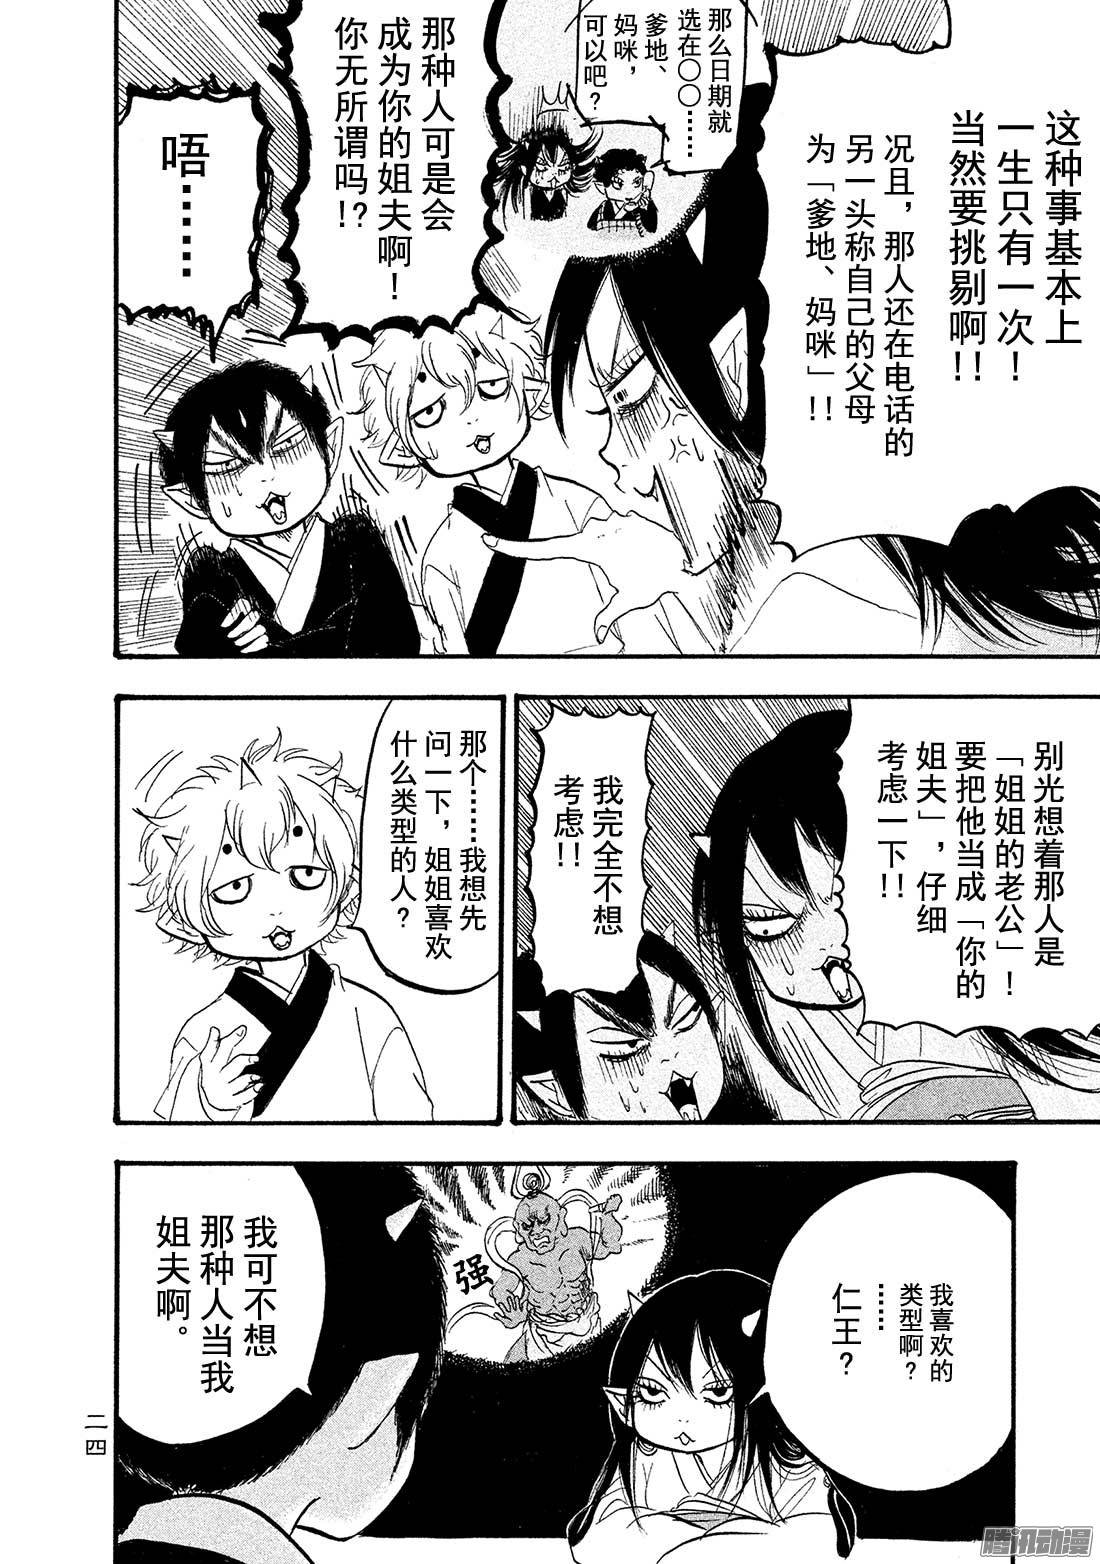 这种事基本上
一生只有一次！
当然要挑剔啊！！
况且，那人还在电话的
另一头称自己的父母
为「爹地、妈咪」！！
那么日期就
选在〇〇……
爹地、
妈咪，
可以吧？
那种人可是会
成为你的姐夫啊！
你无所谓吗！？
唔……
别光想着那人是
「姐姐的老公」！
要把他当成「你的
姐夫」，仔细
考虑一下！！
我完全不想
考虑！！
那个……我想先
问一下，姐姐喜欢
什么类型的人？
我喜欢的
类型啊？
……
仁王？
强
我可不想
那种人当我
姐夫啊。
二四
腾讯动漫